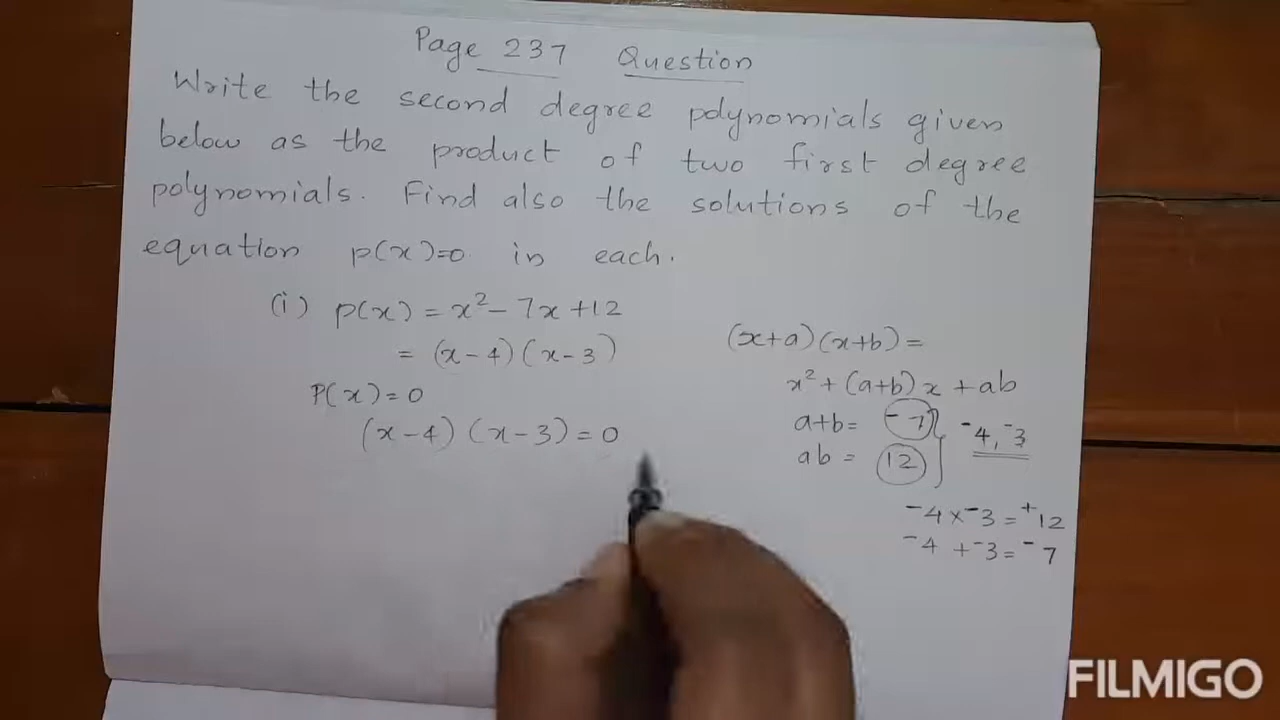 Page 237 Question
Write the second degree polynomials given
below as the product of two first degree
polynomials. Find also the solutions of the
equation p(x)=0 in each.
(i) p(x) = x² - 7x + 12
= (x - 4) (x - 3)
P(x) = 0
(x - 4) (x - 3) = 0
(x+a) (x+b) =
x² + (a+b) x + ab
a+b = -7
ab = 12
-4, -3
-4 x -3 = +12
-4 + -3 = -7
FILMIGO